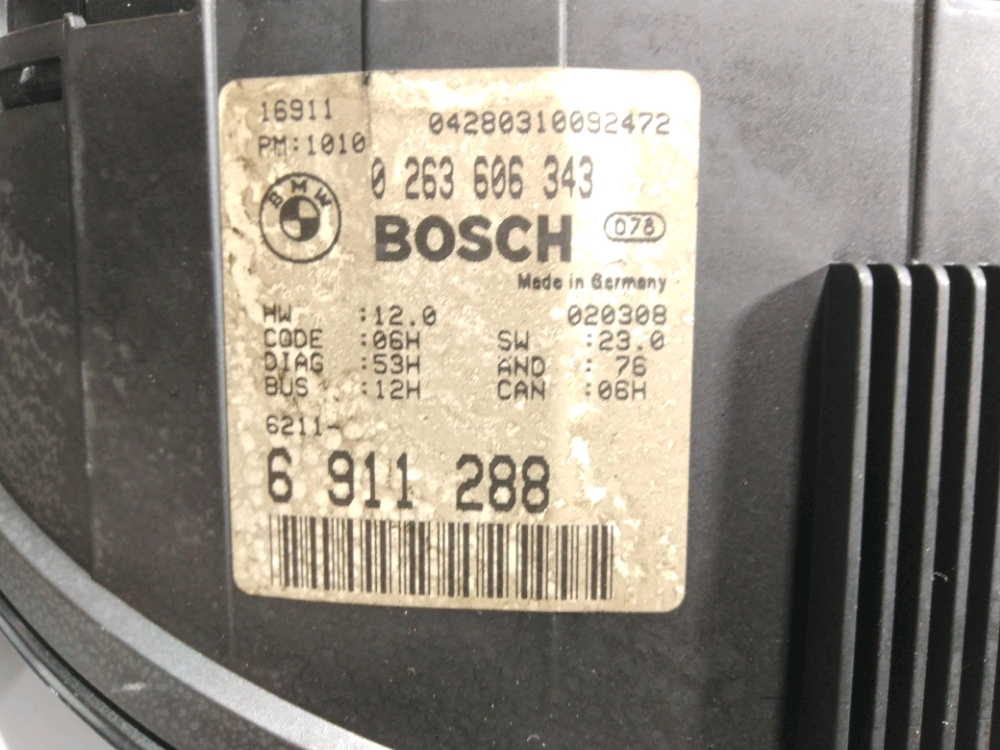 16911
04280310092472
PM:1010
0 263 606 343
BMW
BOSCH 078
Made in Germany
HW :12.0 020308
CODE :06H SW :23.0
DIAG :53H AND : 76
BUS :12H CAN :06H
6211-
6 911 288